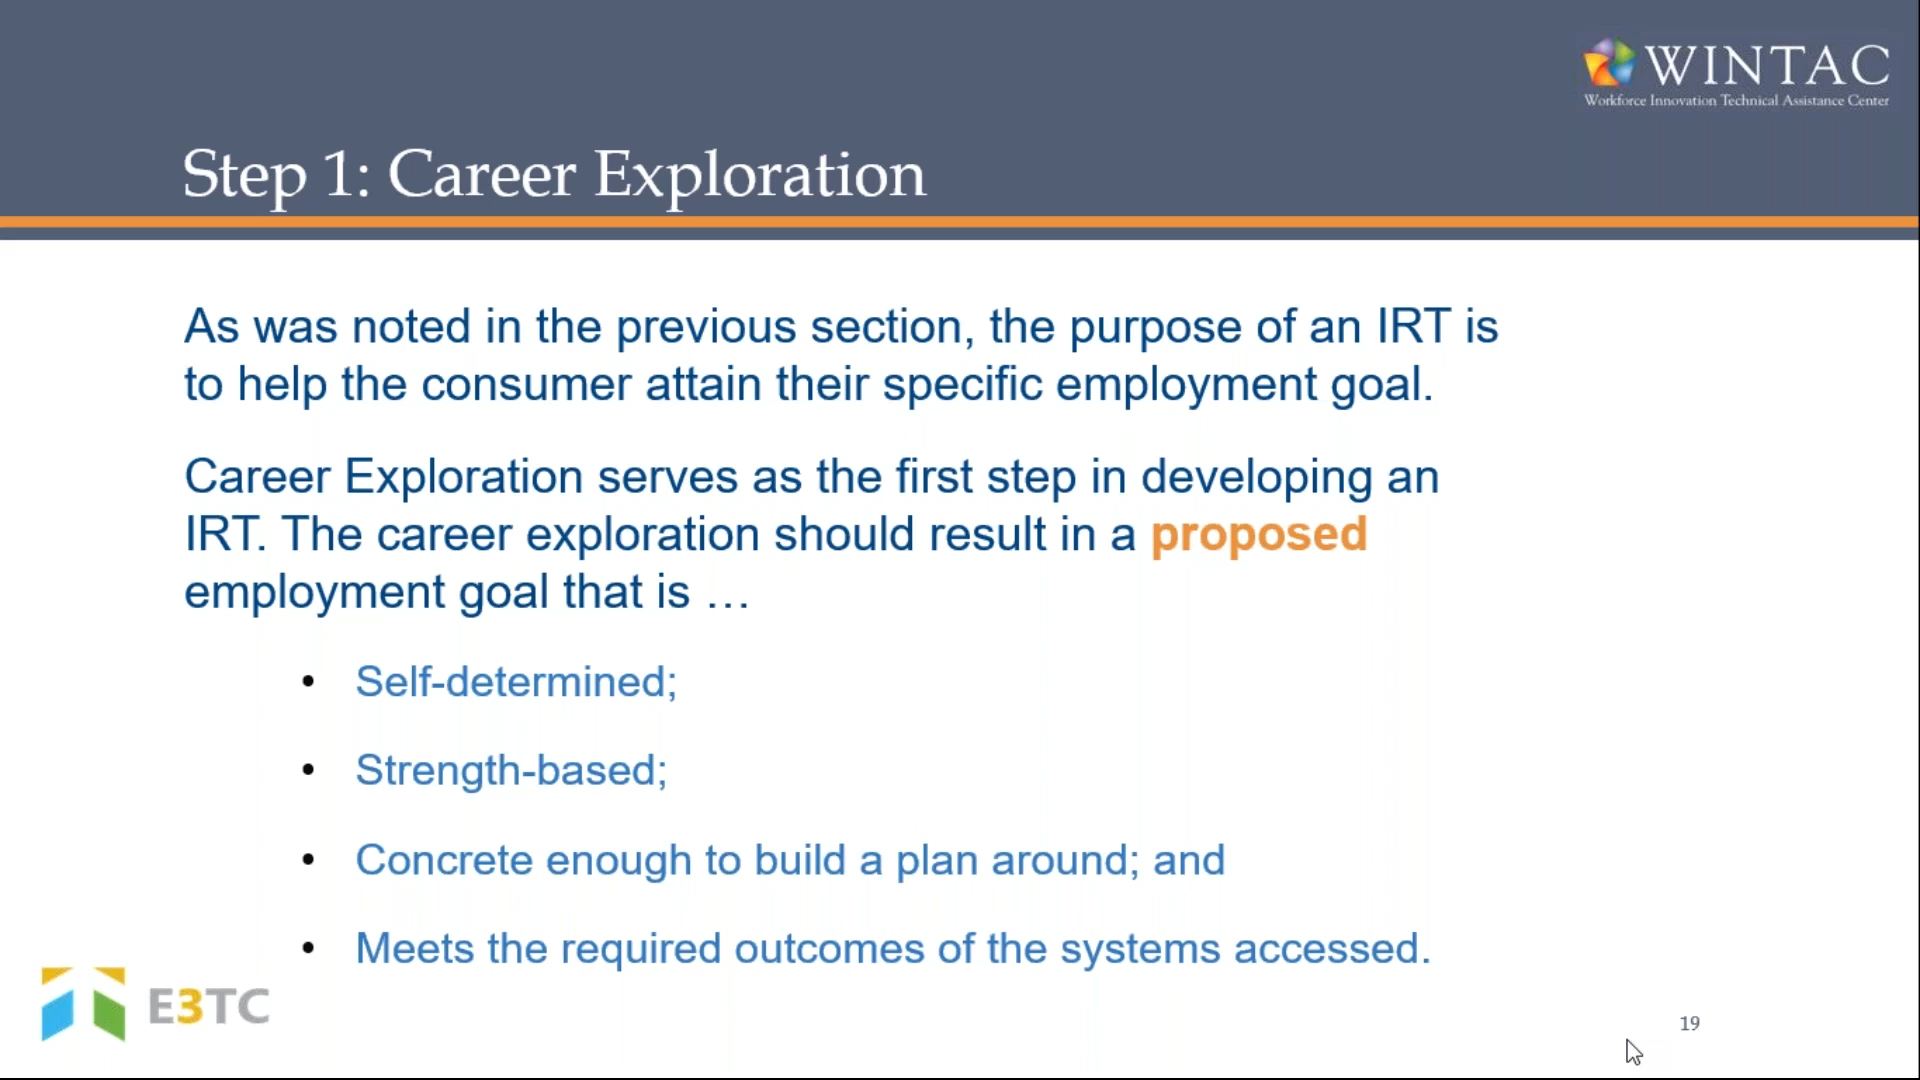 WINTAC
Workforce Innovation Technical Assistance Center
Step 1: Career Exploration
As was noted in the previous section, the purpose of an IRT is
to help the consumer attain their specific employment goal.
Career Exploration serves as the first step in developing an
IRT. The career exploration should result in a proposed
employment goal that is …
• Self-determined;
• Strength-based;
• Concrete enough to build a plan around; and
• Meets the required outcomes of the systems accessed.
E3TC
19